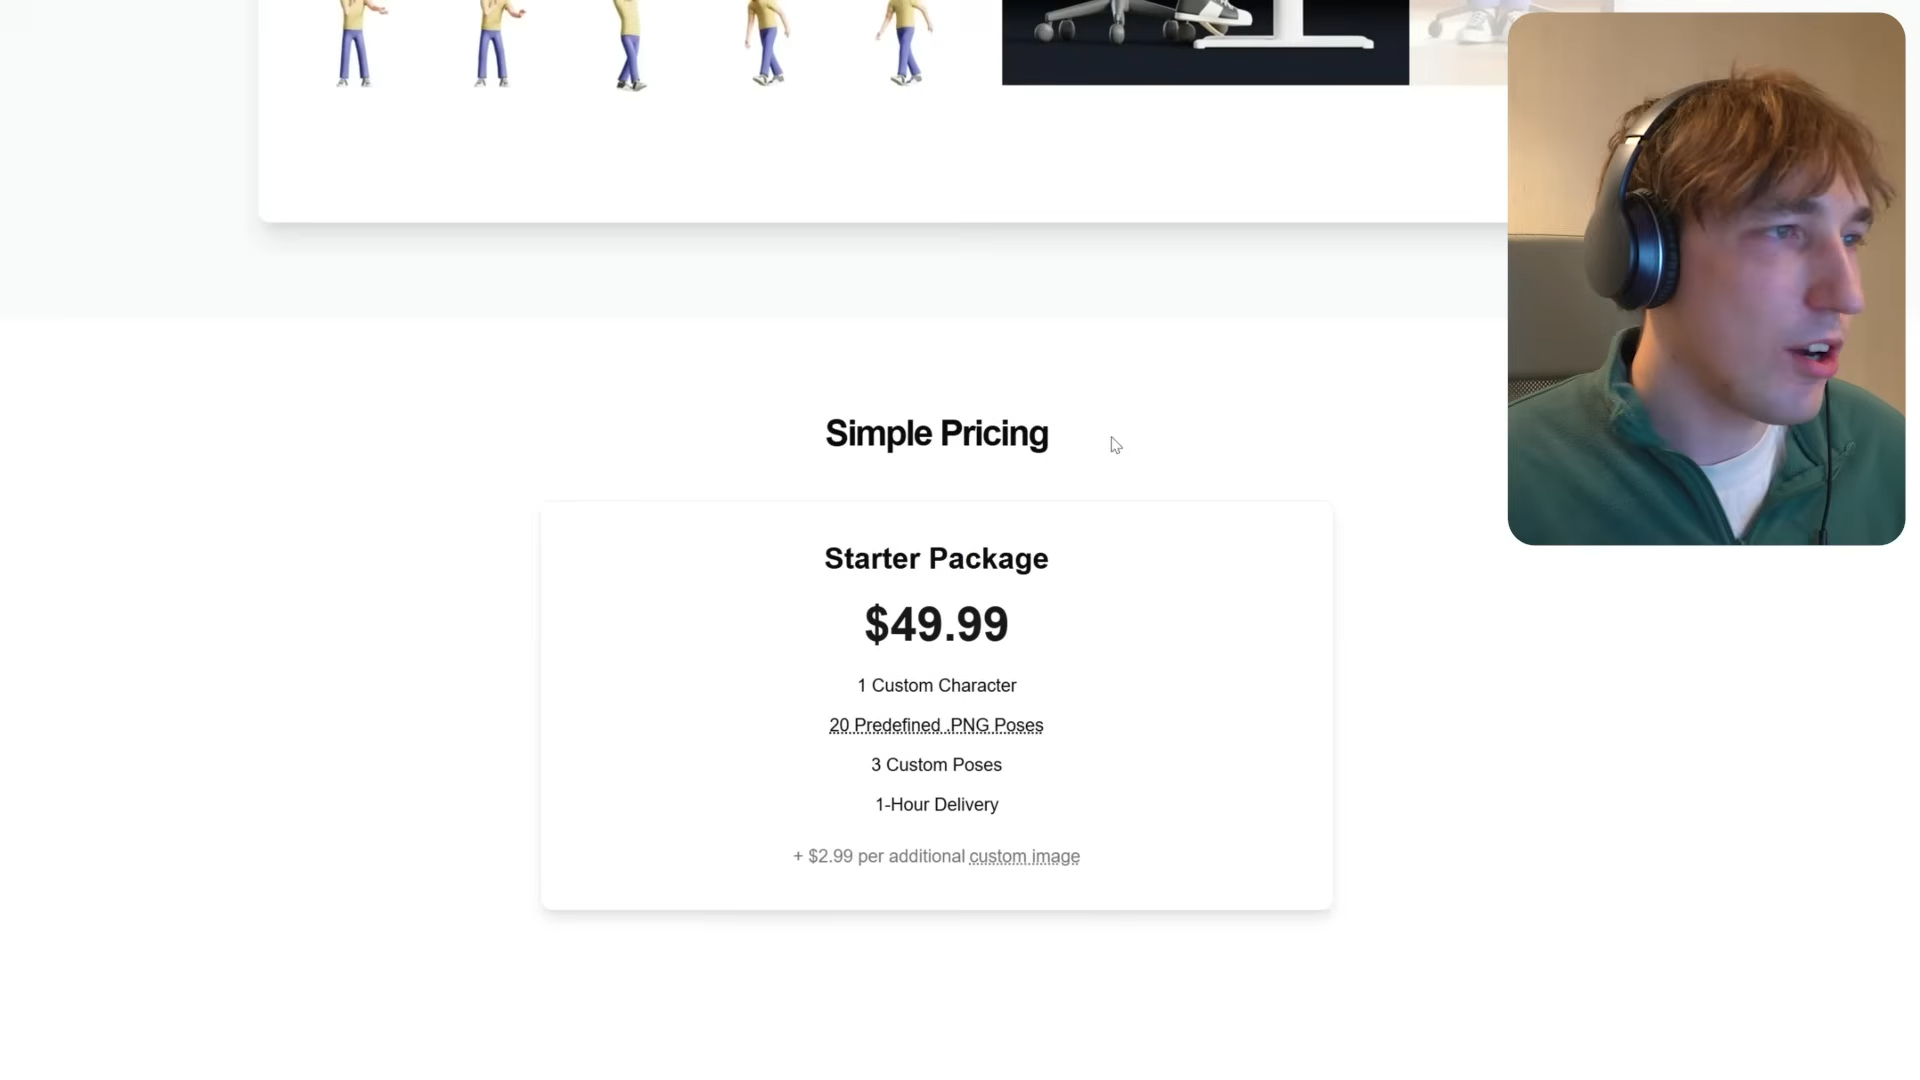 Simple Pricing
Starter Package
$49.99
1 Custom Character
20 Predefined .PNG Poses
3 Custom Poses
1-Hour Delivery
+ $2.99 per additional custom image